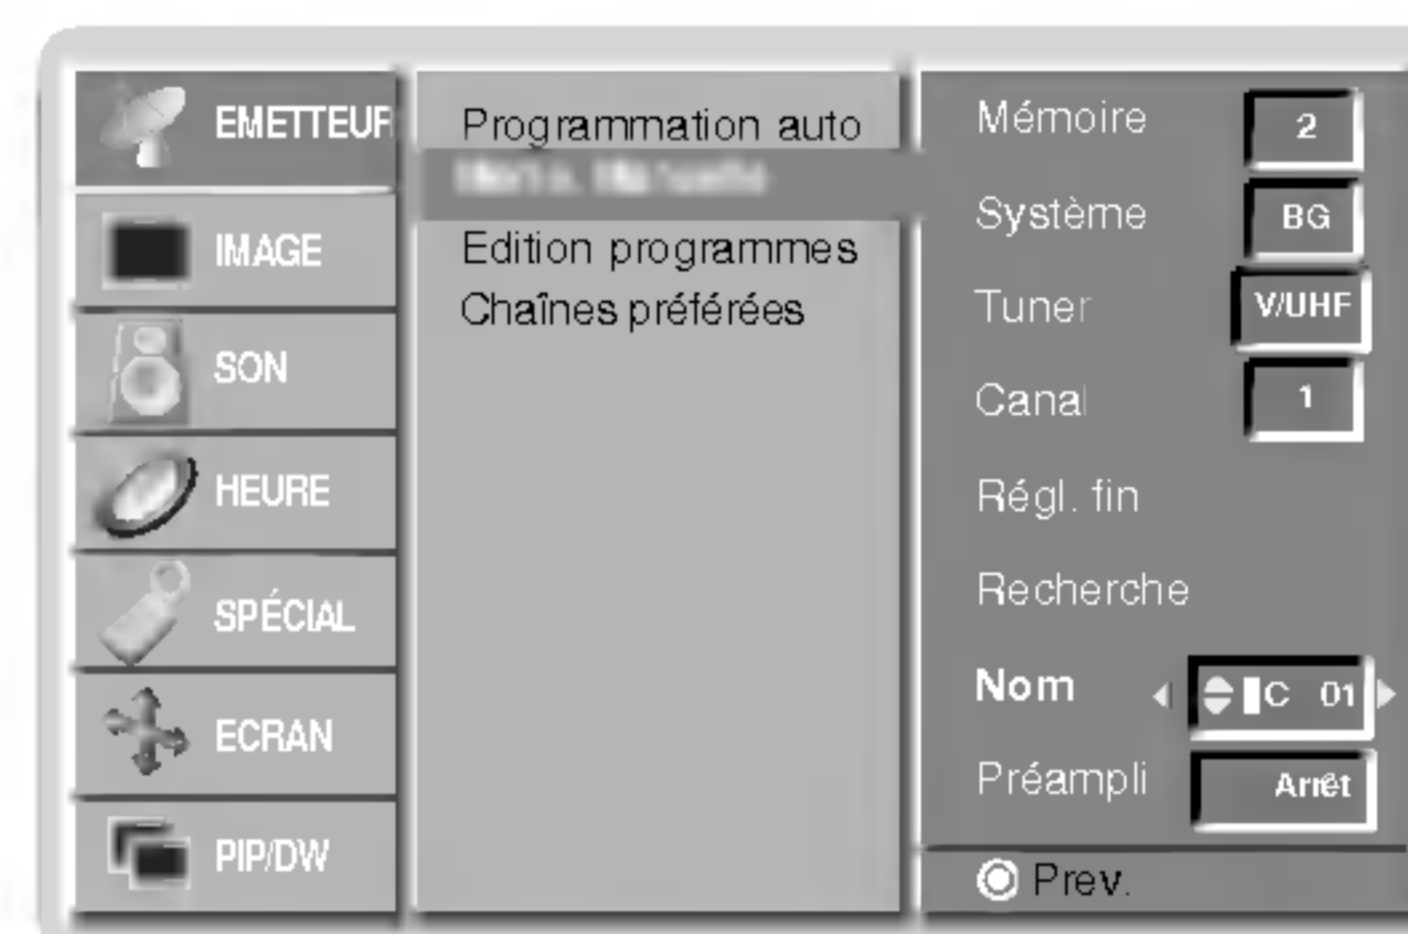 EMETTEUR
IMAGE
SON
HEURE
SPÉCIAL
ECRAN
PIP/DW
Programmation auto
Edition programmes
Chaînes préférées
Mémoire 2
Système BG
Tuner V/UHF
Canal 1
Régl. fin
Recherche
Nom C 01
Préampli Arrêt
Prev.